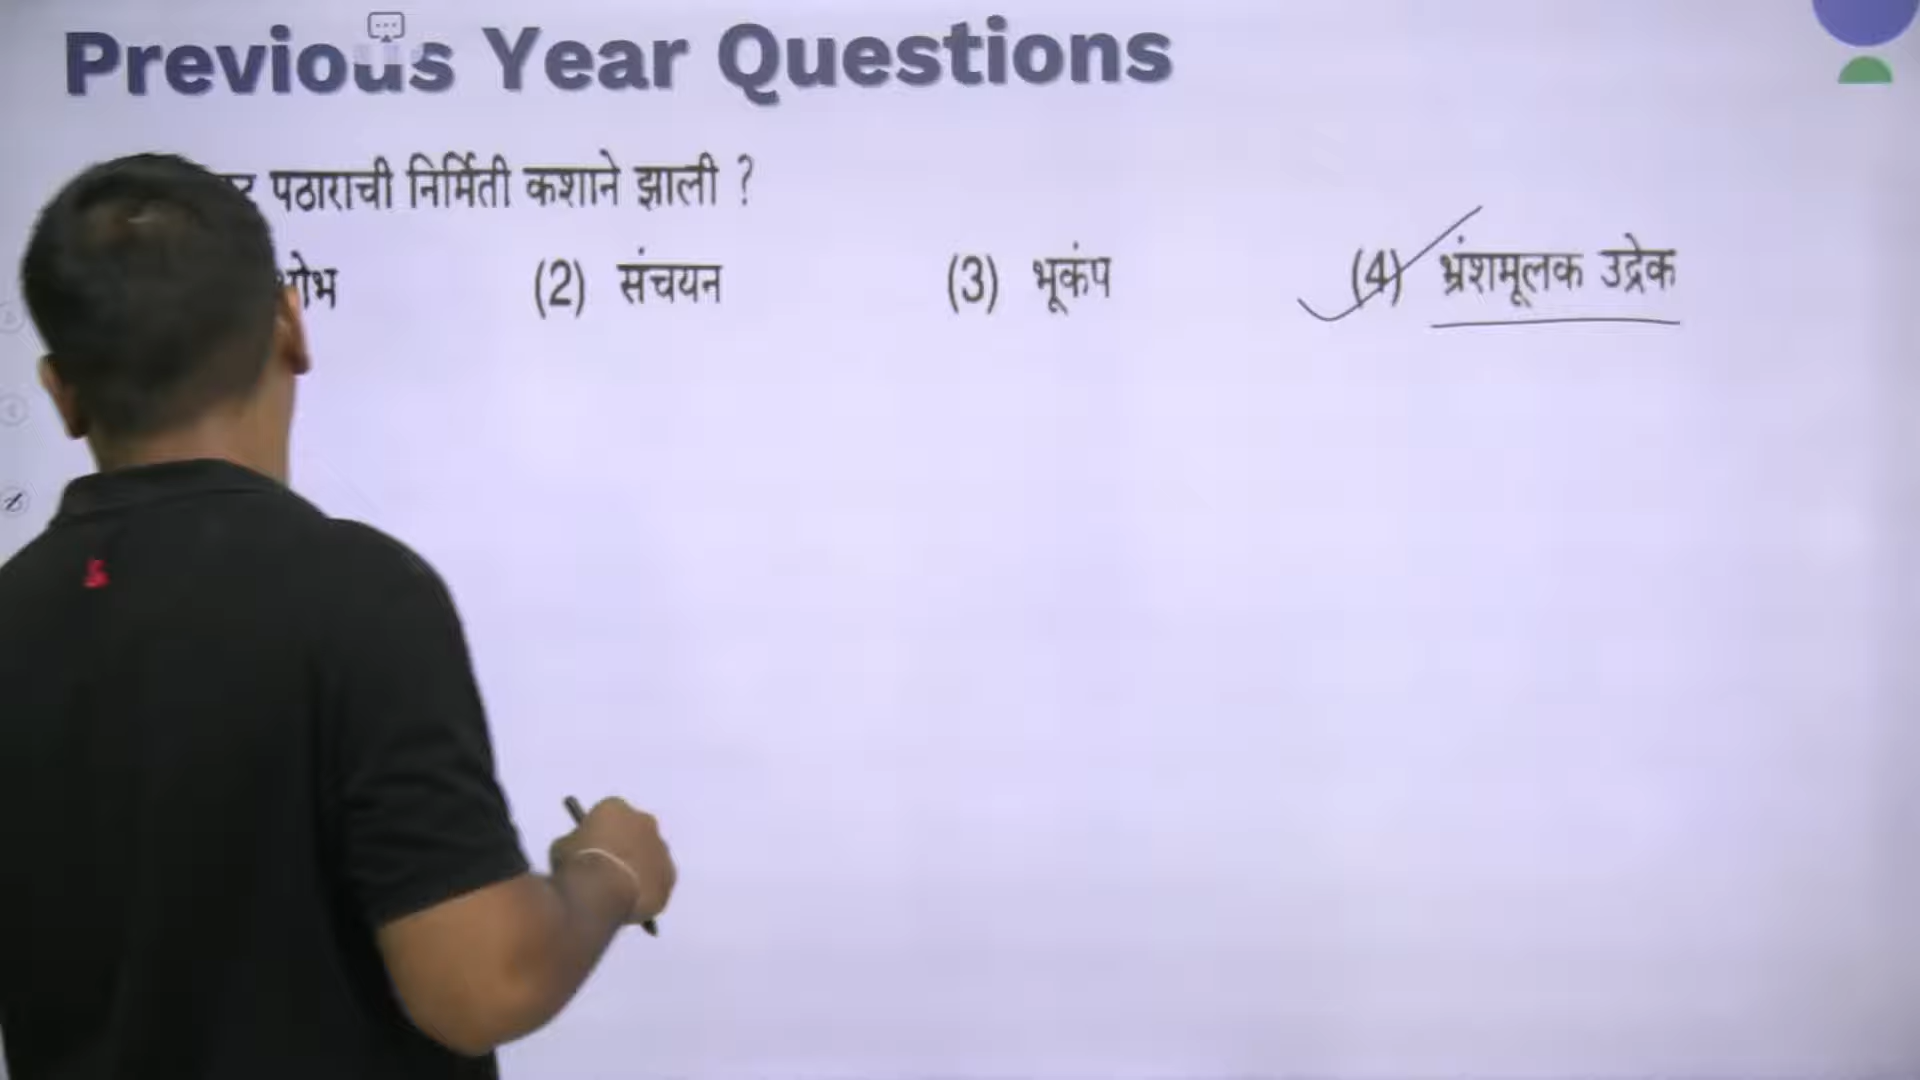 Previous Year Questions
पठाराची निर्मिती कशाने झाली ?
(2) संचयन (3) भूकंप (4) भ्रंशमूलक उद्रेक